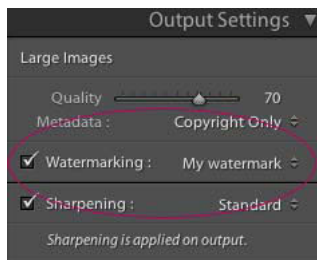 Output Settings
Large Images
Quality 70
Metadata : Copyright Only
Watermarking : My watermark
Sharpening : Standard
Sharpening is applied on output.